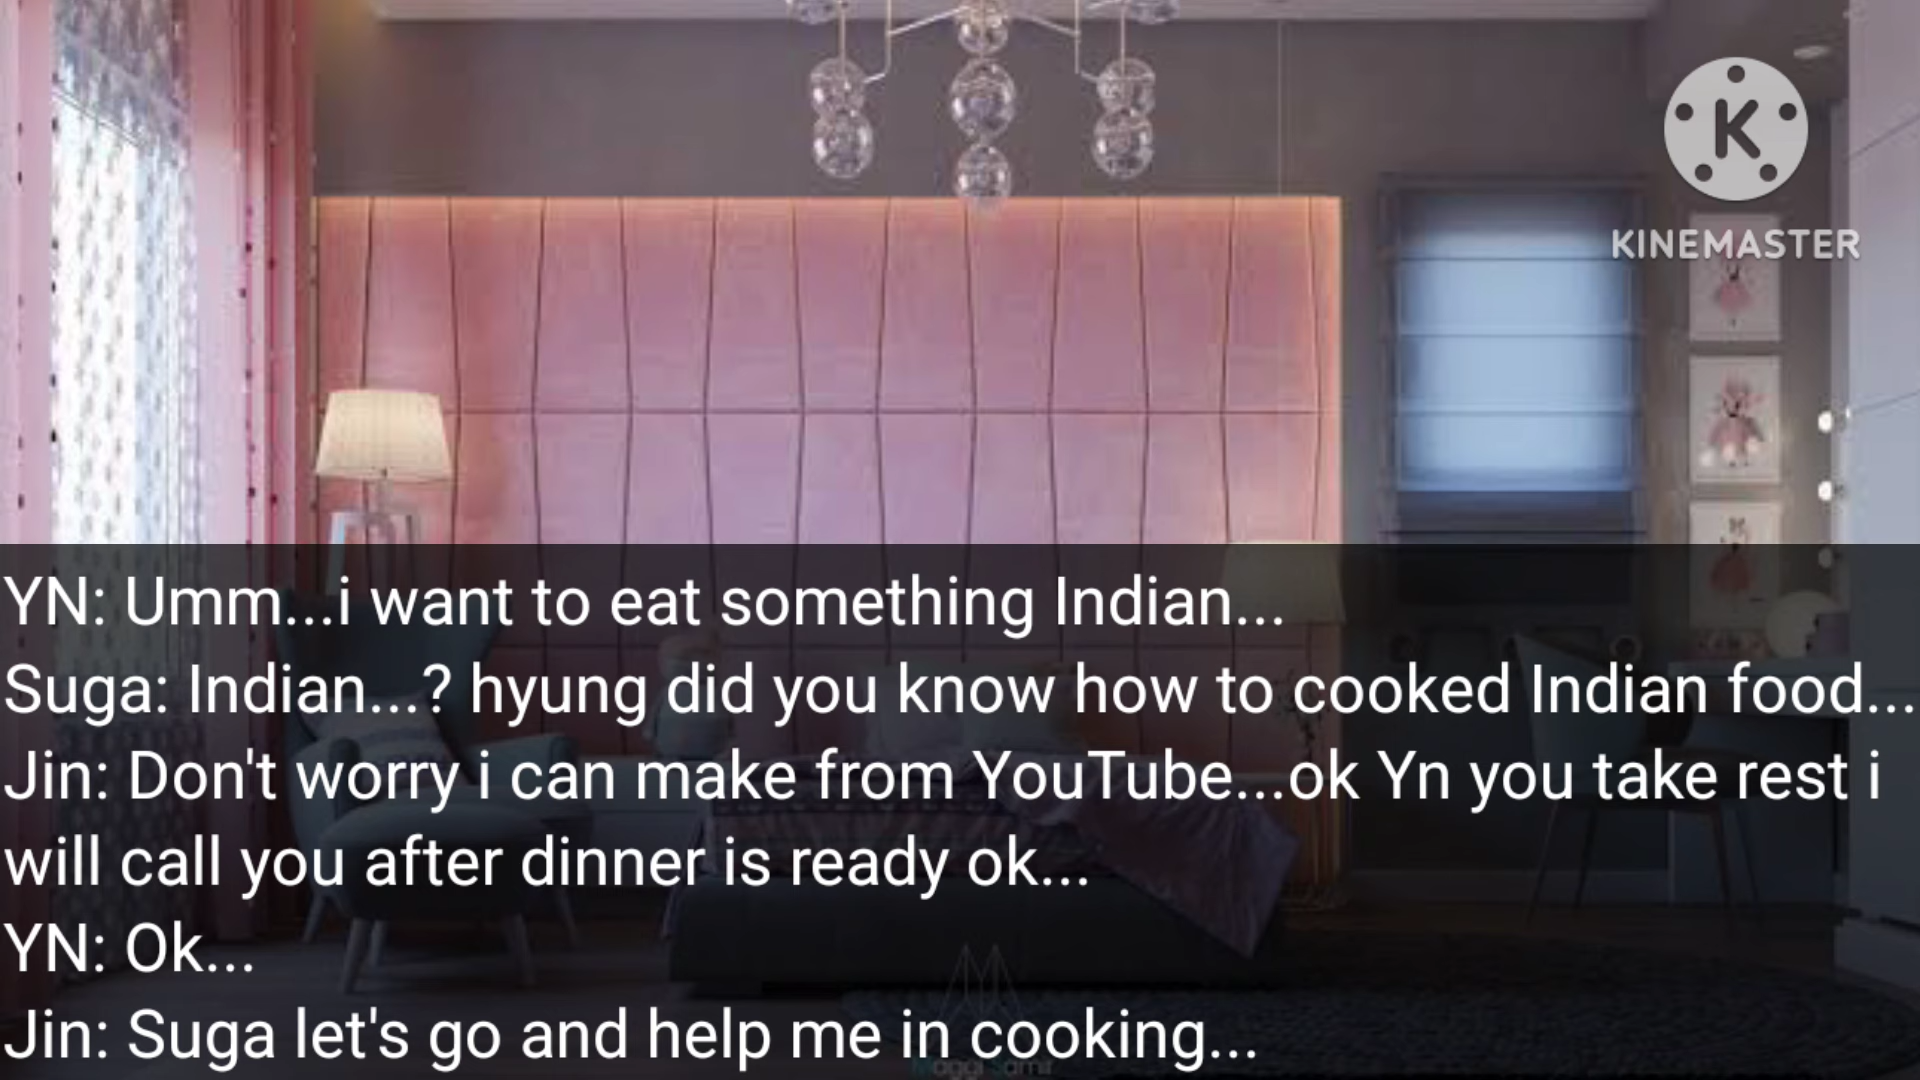 KINEMASTER
YN: Umm...i want to eat something Indian...
Suga: Indian...? hyung did you know how to cooked Indian food...
Jin: Don't worry i can make from YouTube...ok Yn you take rest i
will call you after dinner is ready ok...
YN: Ok...
Jin: Suga let's go and help me in cooking...